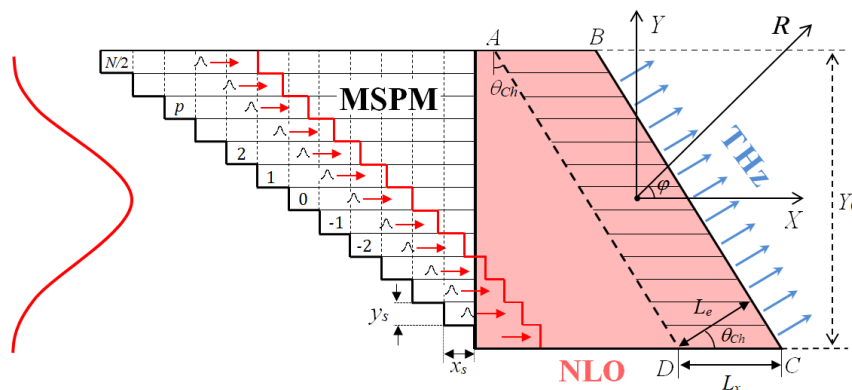 A B Y R
N/2
θCh
MSPM
p
THz
2
1
φ
0
X
-1
-2
ys
Le
θCh
xs
NLO
D
C
Lx